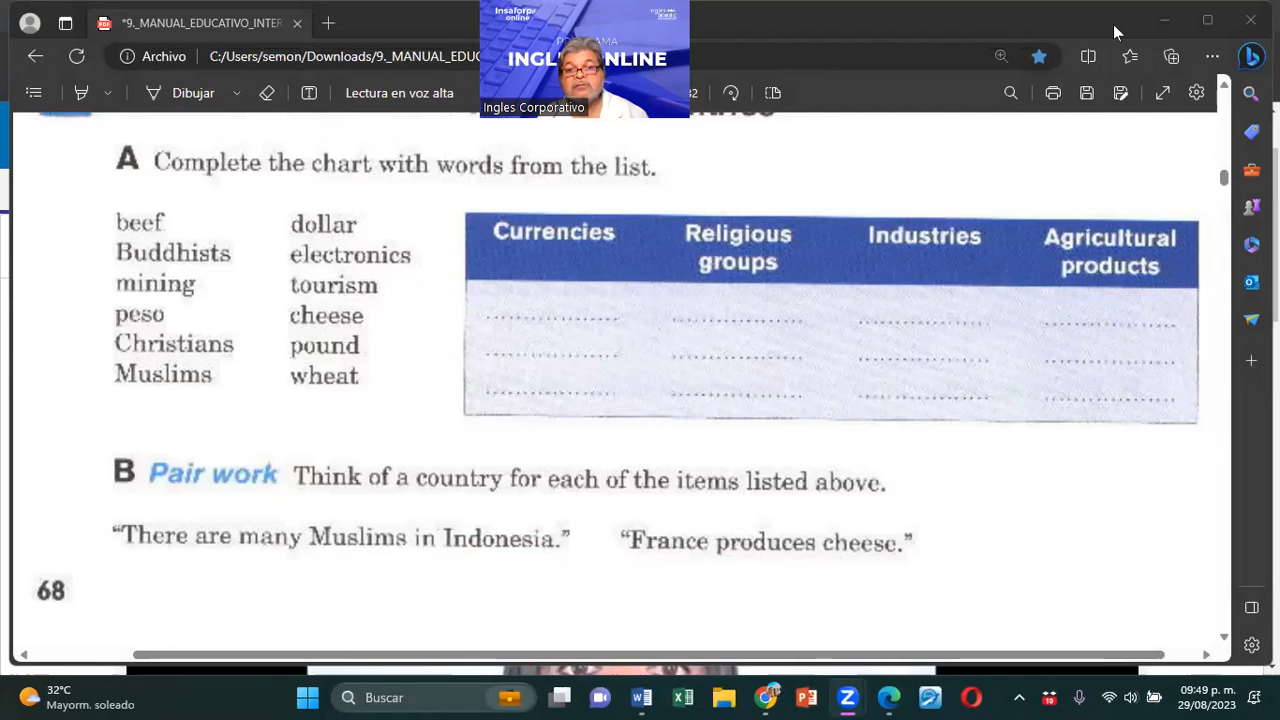 *9._MANUAL_EDUCATIVO_INTER
Insaforp
online
INGL
NLINE
Ingles Corporativo
Archivo
C:/Users/semon/Downloads/9._MANUAL_EDUC
Dibujar
Lectura en voz alta
A Complete the chart with words from the list.
beef dollar
Buddhists electronics
mining tourism
peso cheese
Christians pound
Muslims wheat
Currencies Religious groups Industries Agricultural products
B Pair work Think of a country for each of the items listed above.
“There are many Muslims in Indonesia.” “France produces cheese.”
68
32°C
Mayorm. soleado
Buscar
10
09:49 p. m.
29/08/2023